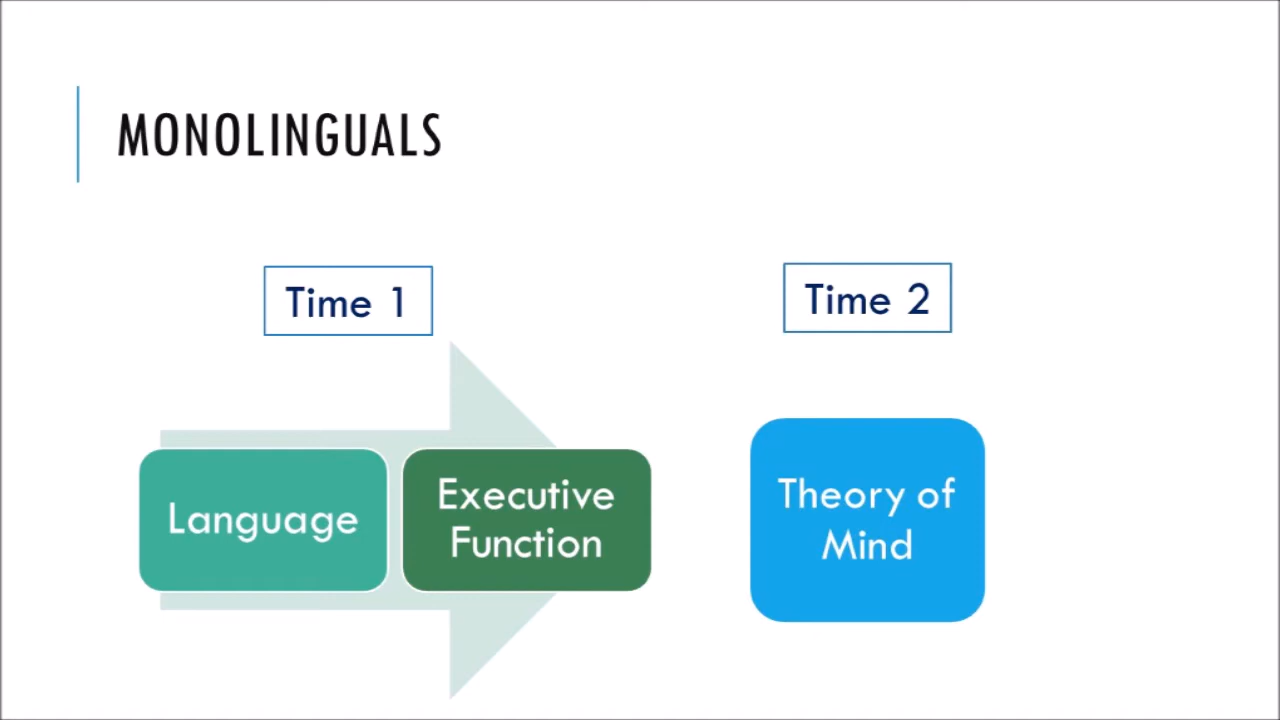 MONOLINGUALS
Time 1
Time 2
Language
Executive
Function
Theory of
Mind